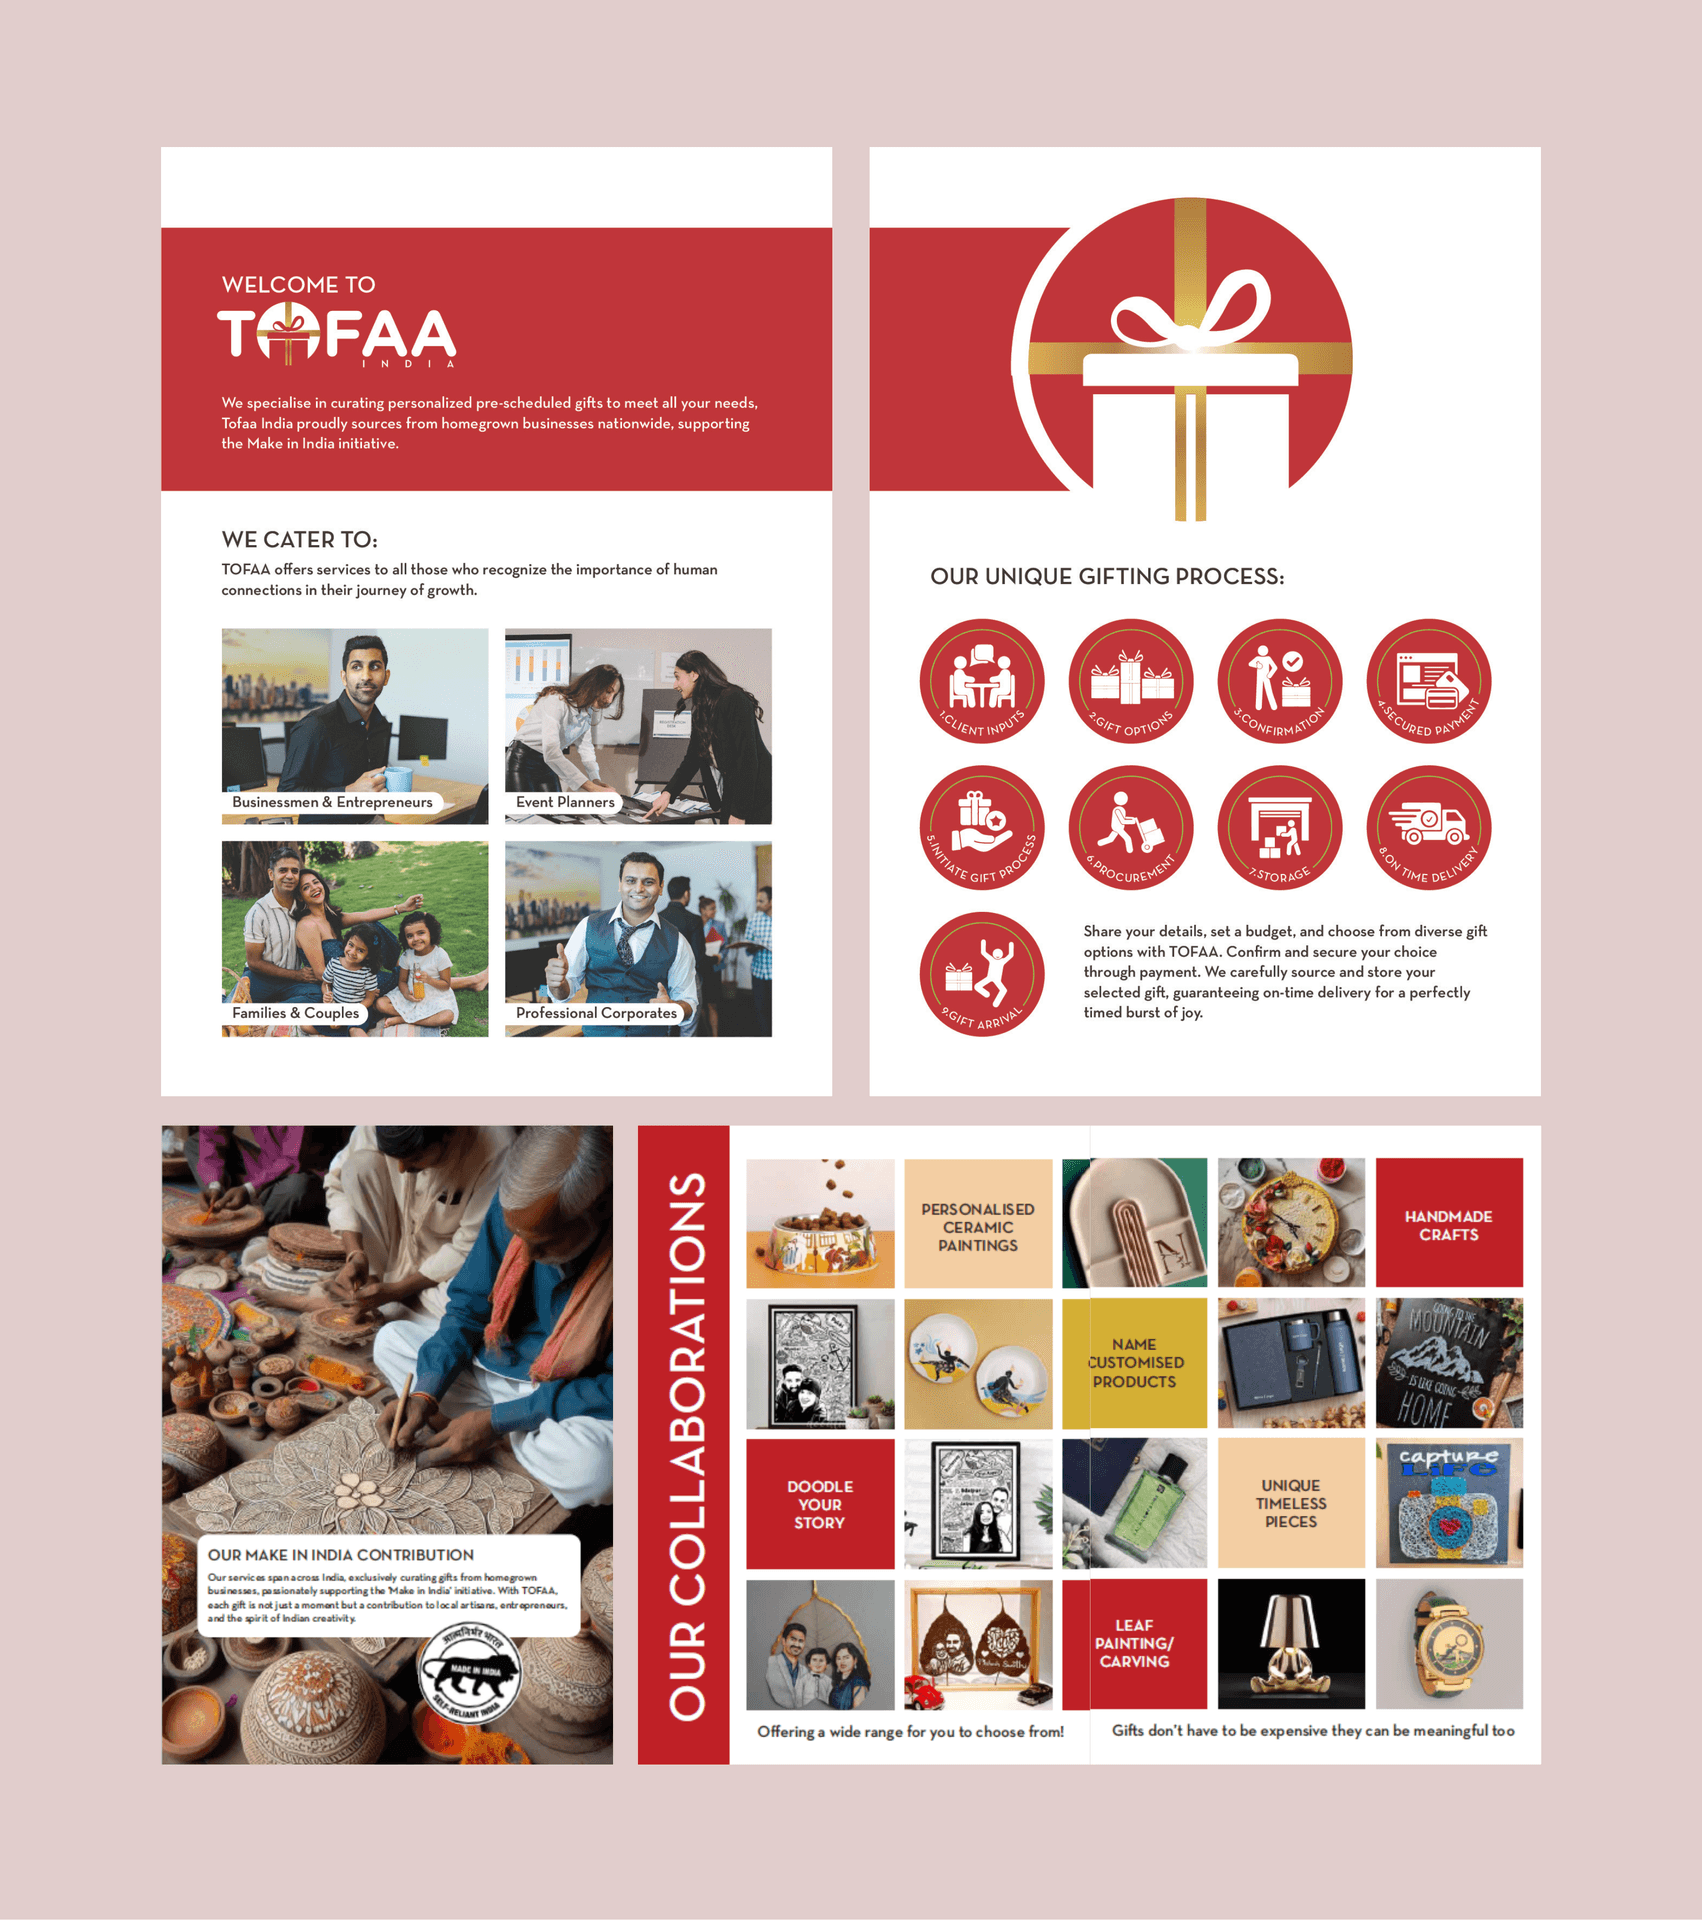 WELCOME TO
TOFAA
INDIA
We specialise in curating personalized pre-scheduled gifts to meet all your needs,
Tofaa India proudly sources from homegrown businesses nationwide, supporting
the Make in India initiative.
WE CATER TO:
TOFAA offers services to all those who recognize the importance of human
connections in their journey of growth.
Businessmen & Entrepreneurs
Event Planners
Families & Couples
Professional Corporates
OUR UNIQUE GIFTING PROCESS:
1.CLIENT INPUTS
2.GIFT OPTIONS
3.CONFIRMATION
4.SECURED PAYMENT
5.INITIATE GIFT PROCESS
6.PROCUREMENT
7.STORAGE
8.ON TIME DELIVERY
9.GIFT ARRIVAL
Share your details, set a budget, and choose from diverse gift
options with TOFAA. Confirm and secure your choice
through payment. We carefully source and store your
selected gift, guaranteeing on-time delivery for a perfectly
timed burst of joy.
OUR MAKE IN INDIA CONTRIBUTION
Our services span across India, exclusively curating gifts from homegrown
businesses, passionately supporting the 'Make in India' initiative. With TOFAA,
each gift is not just a moment but a contribution to local artisans, entrepreneurs,
and the spirit of Indian creativity.
आत्मनिर्भर भारत
MADE IN INDIA
SELF-RELIANT INDIA
OUR COLLABORATIONS
PERSONALISED
CERAMIC
PAINTINGS
N
HANDMADE
CRAFTS
NAME
CUSTOMISED
PRODUCTS
GOING TO THE
MOUNTAIN
IS LIKE GOING
HOME
DOODLE
YOUR
STORY
UNIQUE
TIMELESS
PIECES
capture
LiFe
LEAF
PAINTING/
CARVING
Offering a wide range for you to choose from!
Gifts don't have to be expensive they can be meaningful too